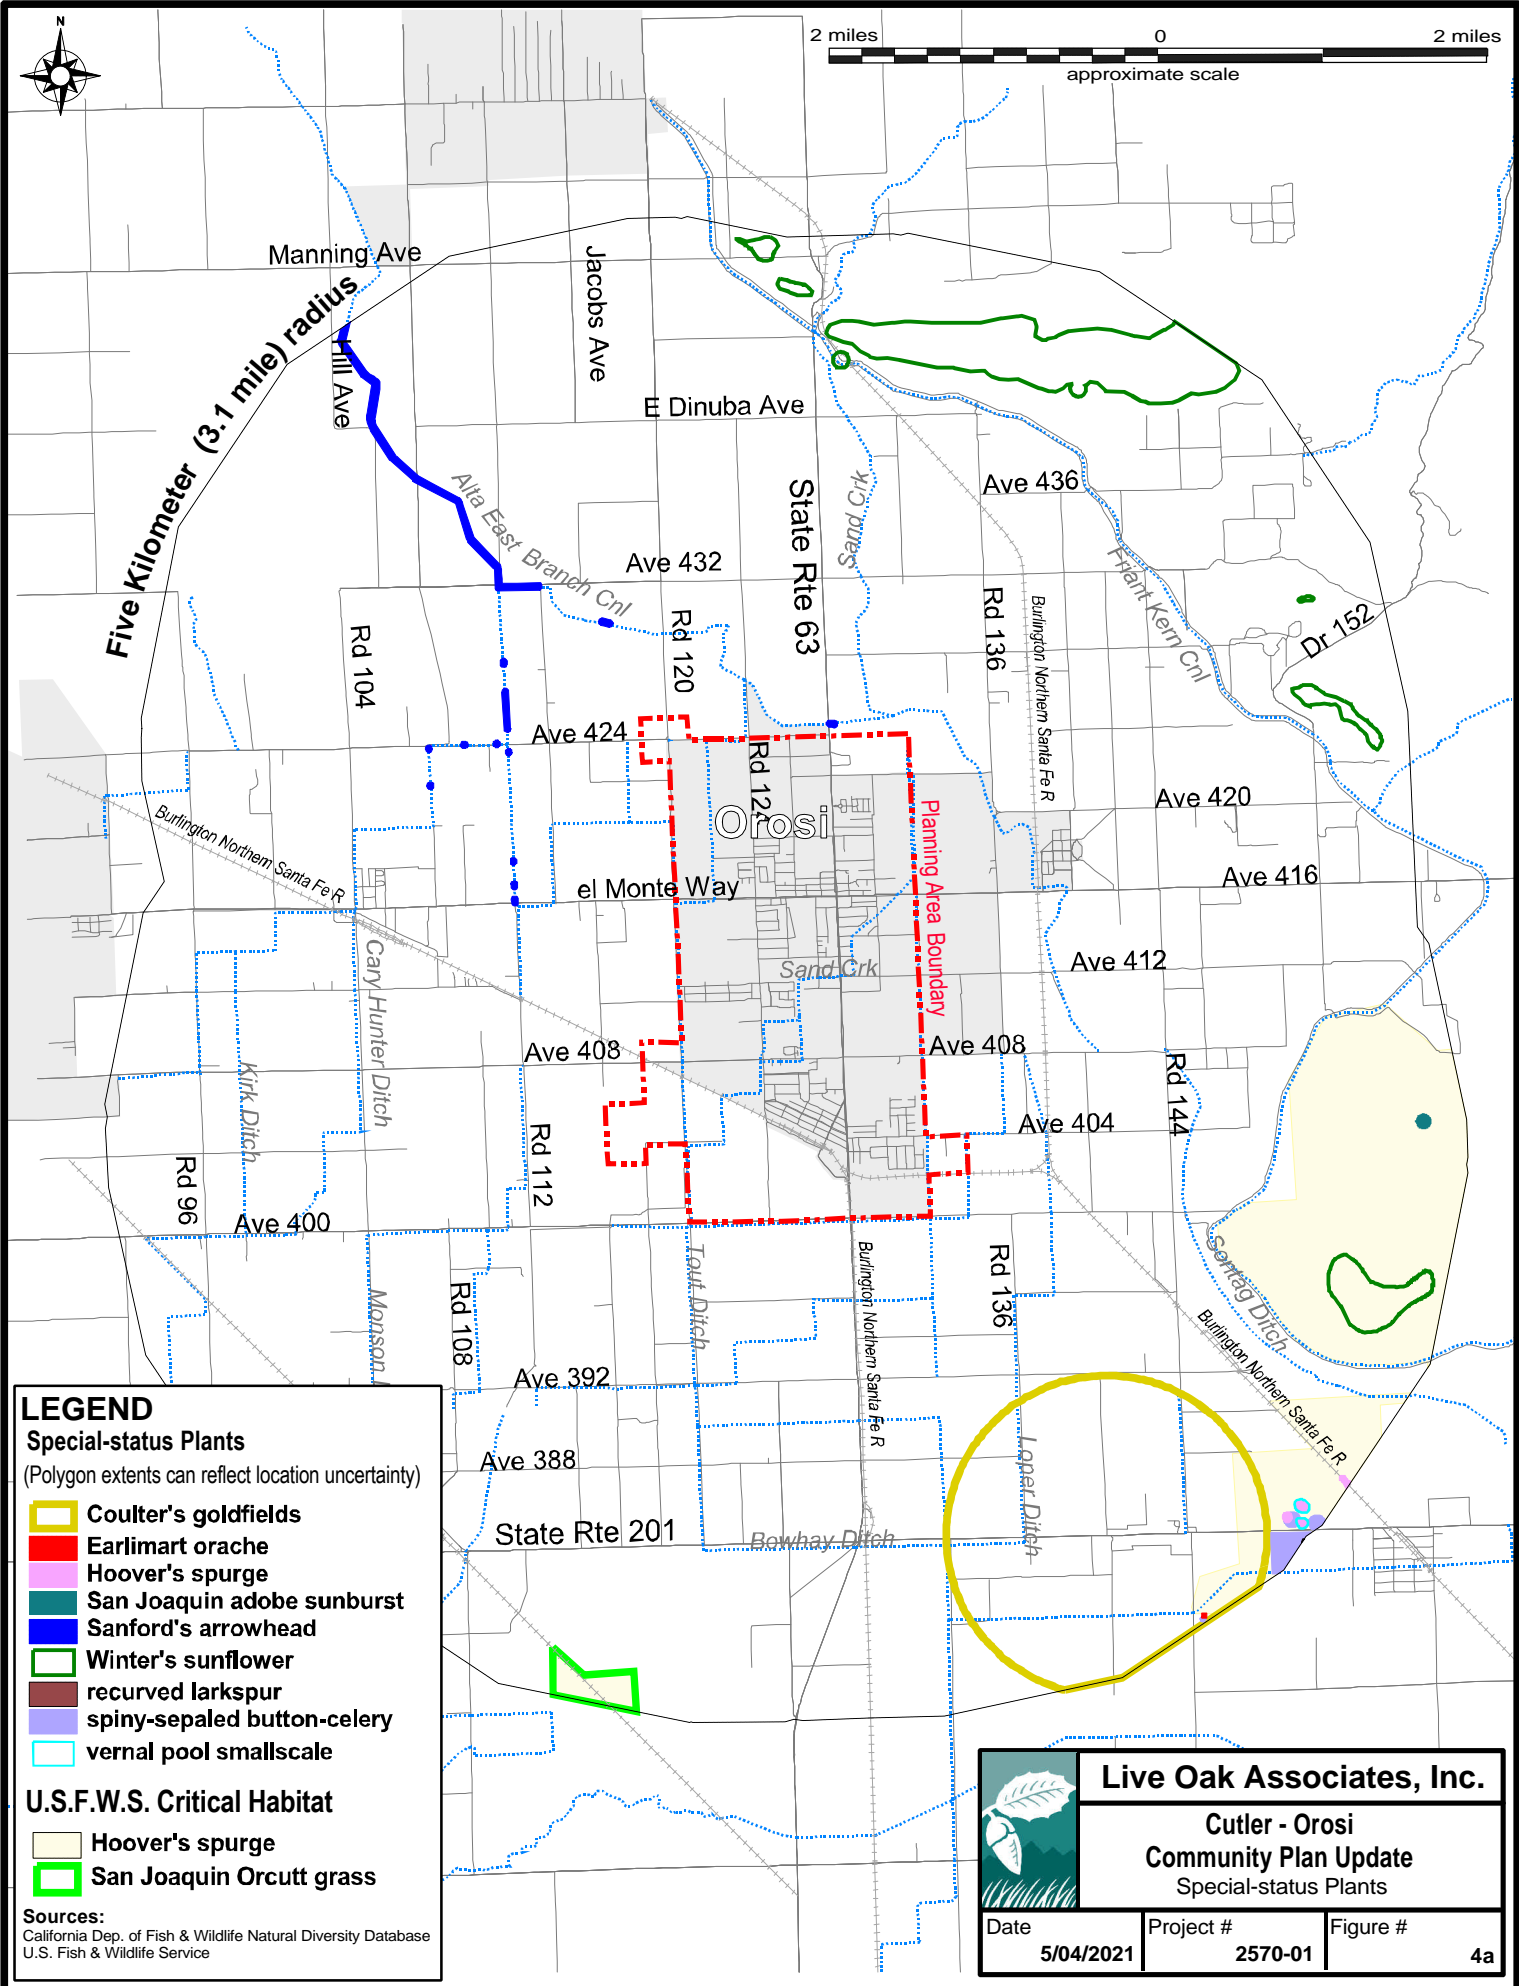 N
2 miles
0
2 miles
approximate scale
Manning Ave
Jacobs Ave
Five Kilometer (3.1 mile) radius
Hill Ave
E Dinuba Ave
Alta East Branch Cnl
State Rte 63
Sand Crk
Ave 436
Friant Kern Cnl
Ave 432
Rd 104
Rd 120
Rd 136
Burlington Northern Santa Fe R
Dr 152
Ave 424
Rd 124
Orosi
Planning Area Boundary
Ave 420
Burlington Northern Santa Fe R
el Monte Way
Ave 416
Cary Hunter Ditch
Sand Crk
Ave 412
Kirk Ditch
Ave 408
Ave 408
Rd 144
Ave 404
Rd 112
Rd 96
Ave 400
Tout Ditch
Burlington Northern Santa Fe R
Rd 136
Sontag Ditch
Monson
Rd 108
Burlington Northern Santa Fe R
Ave 392
Ave 388
Loper Ditch
State Rte 201
Bowhay Ditch
LEGEND
Special-status Plants
(Polygon extents can reflect location uncertainty)
Coulter's goldfields
Earlimart orache
Hoover's spurge
San Joaquin adobe sunburst
Sanford's arrowhead
Winter's sunflower
recurved larkspur
spiny-sepaled button-celery
vernal pool smallscale
U.S.F.W.S. Critical Habitat
Hoover's spurge
San Joaquin Orcutt grass
Sources:
California Dep. of Fish & Wildlife Natural Diversity Database
U.S. Fish & Wildlife Service
Live Oak Associates, Inc.
Cutler - Orosi
Community Plan Update
Special-status Plants
Date
5/04/2021
Project #
2570-01
Figure #
4a